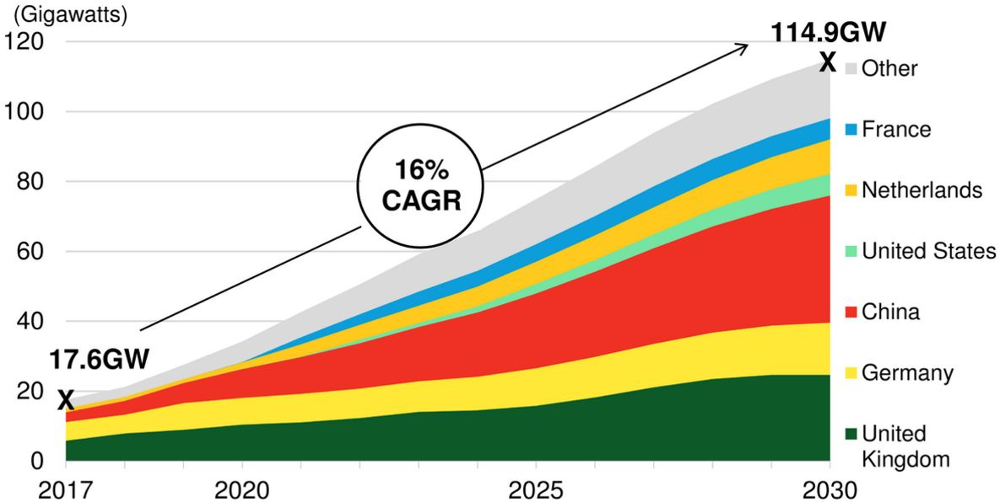 (Gigawatts)
120
100
80
60
40
20
0
2017
2020
2025
2030
17.6GW
X
16%
CAGR
114.9GW
X
Other
France
Netherlands
United States
China
Germany
United
Kingdom